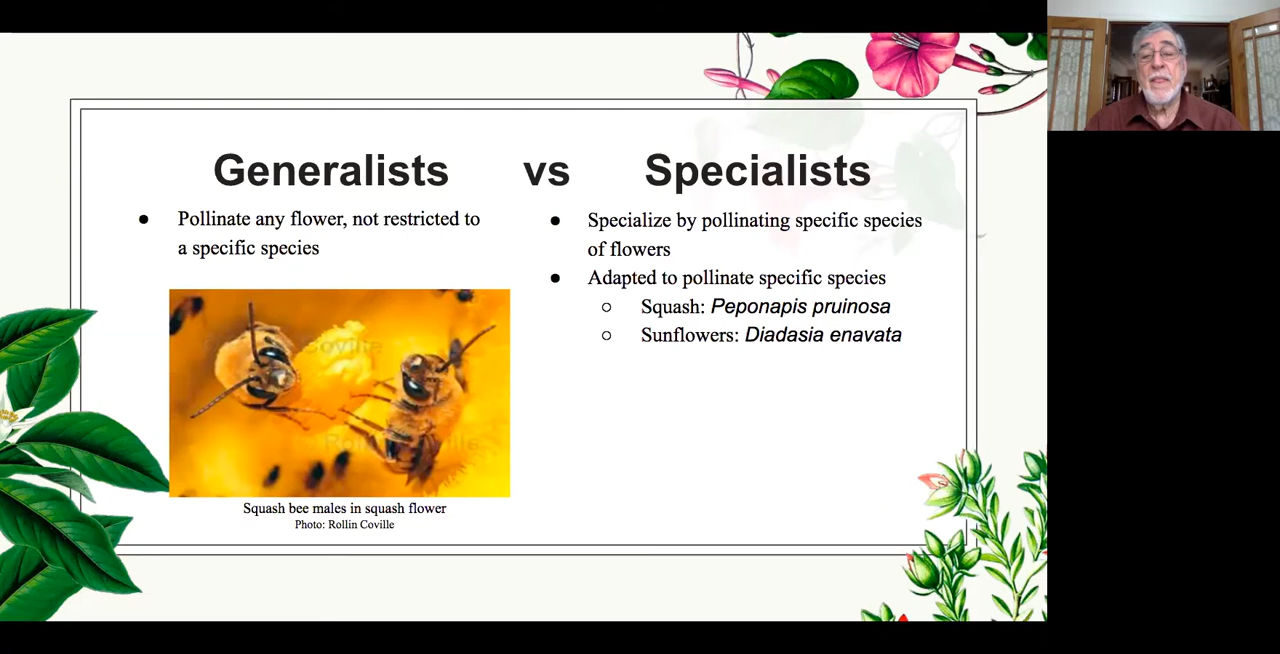 Generalists vs Specialists
Pollinate any flower, not restricted to
a specific species
Specialize by pollinating specific species
of flowers
Adapted to pollinate specific species
Squash: Peponapis pruinosa
Sunflowers: Diadasia enavata
Coville
Coville
Squash bee males in squash flower
Photo: Rollin Coville